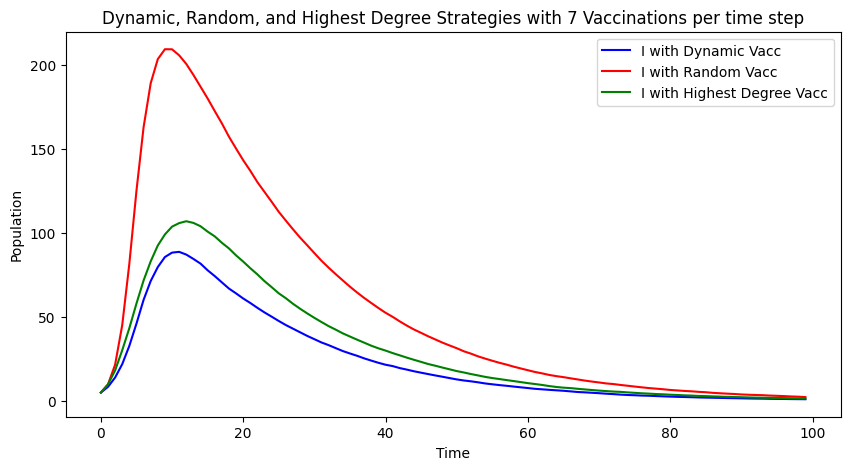 Dynamic, Random, and Highest Degree Strategies with 7 Vaccinations per time step
I with Dynamic Vacc
I with Random Vacc
I with Highest Degree Vacc
200
150
100
50
0
Population
0 20 40 60 80 100
Time